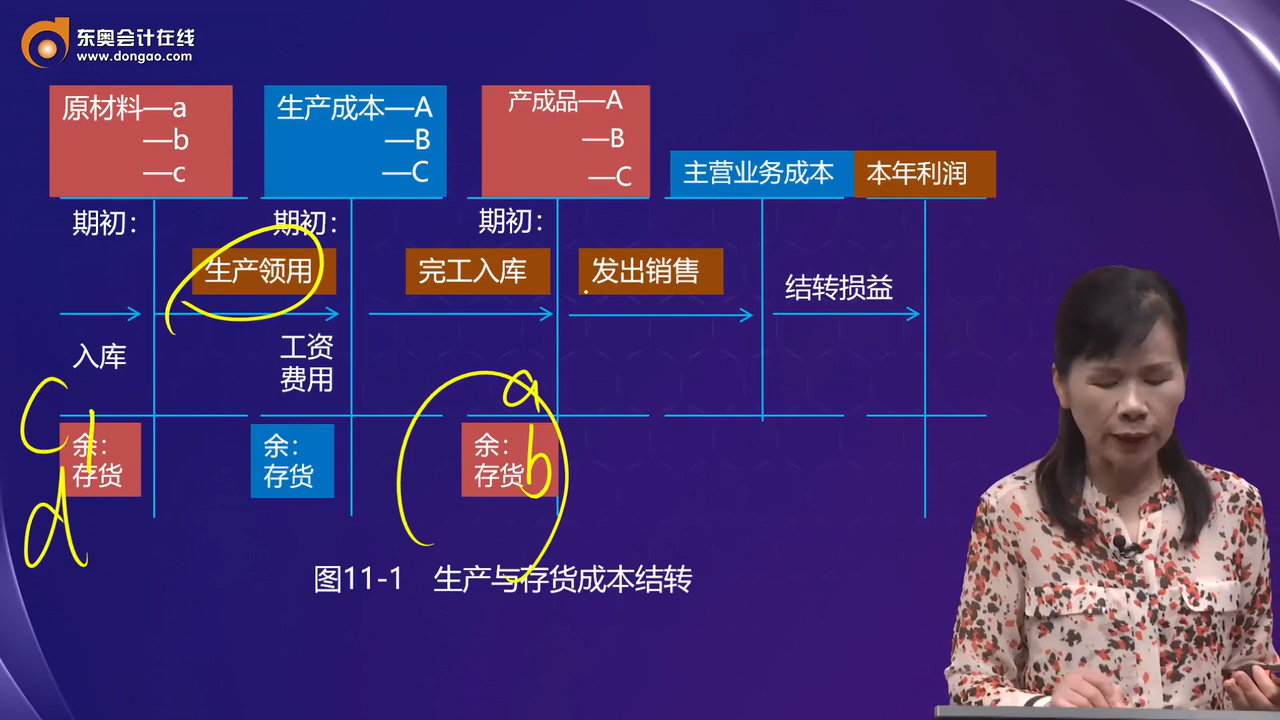 东奥会计在线
www.dongao.com
原材料—a
—b
—c
生产成本—A
—B
—C
产成品—A
—B
—C
主营业务成本
本年利润
期初：
期初：
期初：
生产领用
完工入库
发出销售
结转损益
入库
工资
费用
余：
存货
余：
存货
余：
存货
a
b
c
d
图11-1 生产与存货成本结转